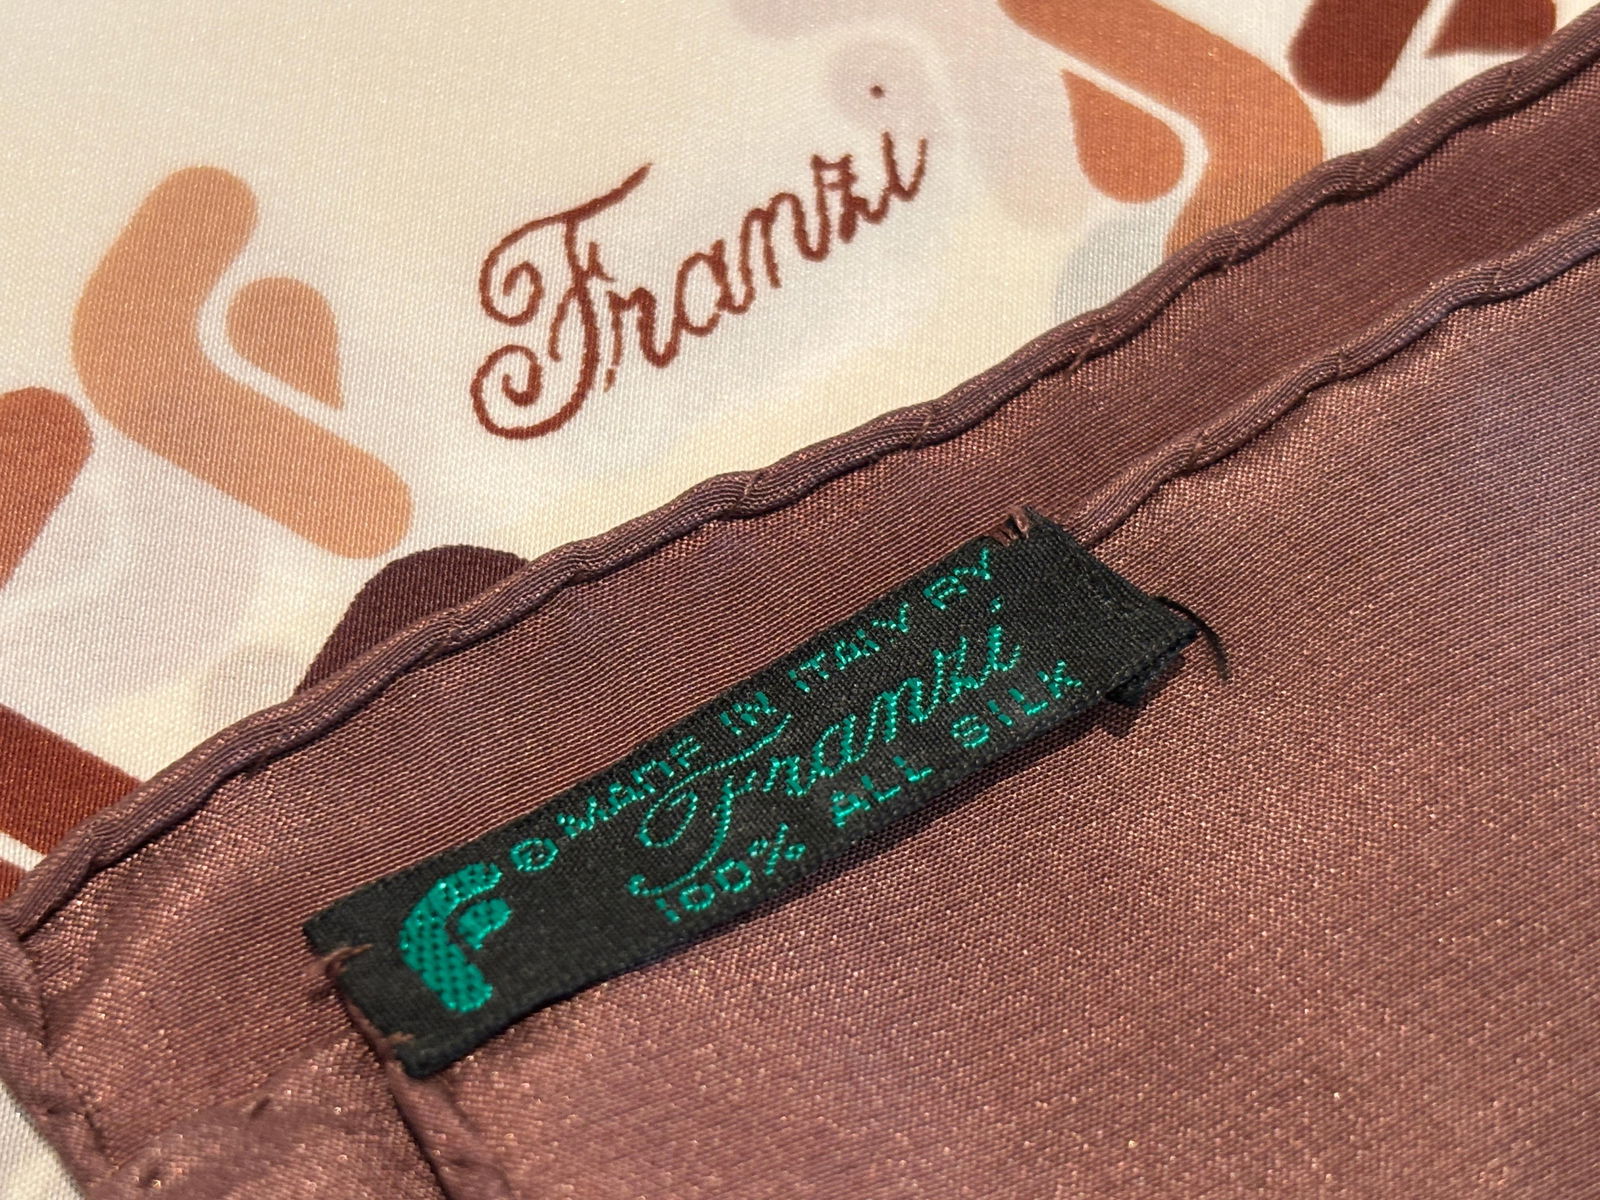 Franzi
® MADE IN ITALY BY
Franzi
100% ALL SILK